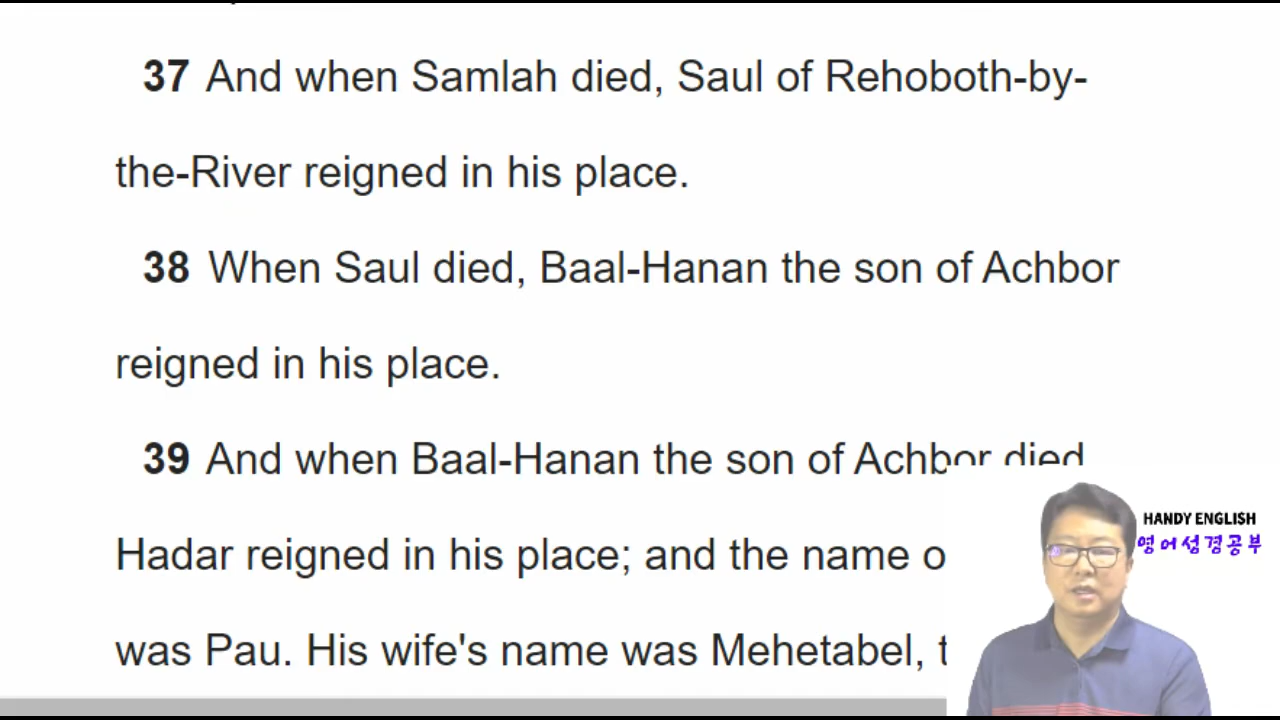 37 And when Samlah died, Saul of Rehoboth-by-
the-River reigned in his place.
38 When Saul died, Baal-Hanan the son of Achbor
reigned in his place.
39 And when Baal-Hanan the son of Achbor died
Hadar reigned in his place; and the name
was Pau. His wife's name was Mehetabel,
HANDY ENGLISH
영어성경공부